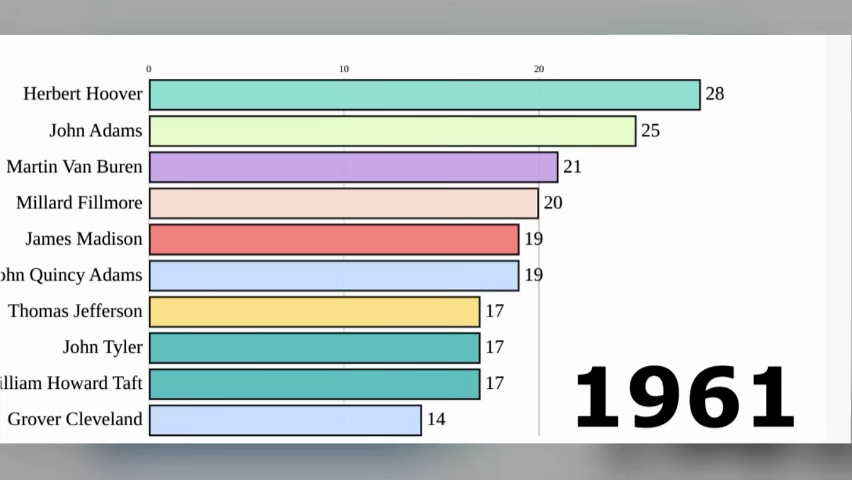 0 10 20
Herbert Hoover 28
John Adams 25
Martin Van Buren 21
Millard Fillmore 20
James Madison 19
ohn Quincy Adams 19
Thomas Jefferson 17
John Tyler 17
illiam Howard Taft 17
Grover Cleveland 14
1961